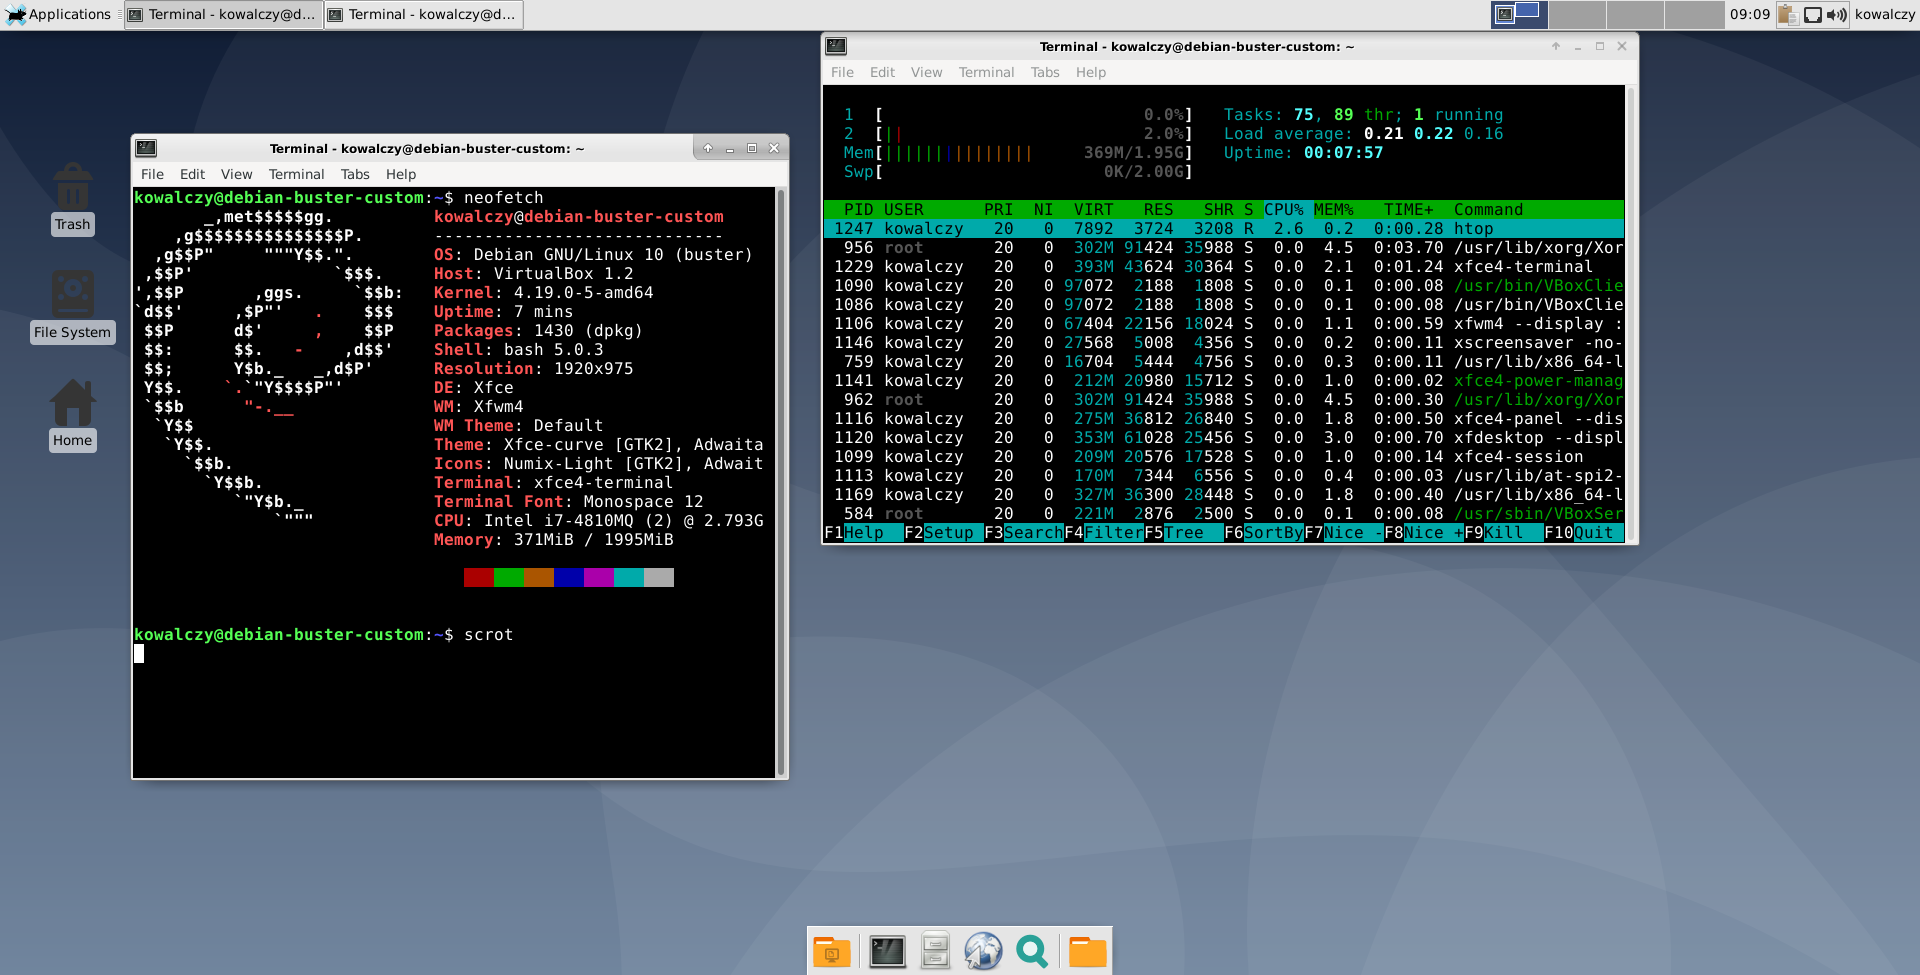 Applications
Terminal - kowalczy@d...
Terminal - kowalczy@d...
09:09
kowalczy
Trash
File System
Home
Terminal - kowalczy@debian-buster-custom: ~
File Edit View Terminal Tabs Help
kowalczy@debian-buster-custom:~$ neofetch
_,met$$$$$gg.
kowalczy@debian-buster-custom
,g$$$$$$$$$$$$$$$P.
-----------------------------
,g$$P"     """Y$$.".
OS: Debian GNU/Linux 10 (buster)
,$$P'              `$$$.
Host: VirtualBox 1.2
',$$P       ,ggs.     `$$b:
Kernel: 4.19.0-5-amd64
`d$$'     ,$P"'   .    $$$
Uptime: 7 mins
$$P      d$'     ,    $$P
Packages: 1430 (dpkg)
$$:      $$.   -    ,d$$'
Shell: bash 5.0.3
$$;      Y$b._   _,d$P'
Resolution: 1920x975
Y$$.    `.`"Y$$$$P"'
DE: Xfce
`$$b      "-.__
WM: Xfwm4
`Y$$
WM Theme: Default
`Y$$.
Theme: Xfce-curve [GTK2], Adwaita
`$$b.
Icons: Numix-Light [GTK2], Adwait
`Y$$b.
Terminal: xfce4-terminal
`"Y$b._
Terminal Font: Monospace 12
`"""
CPU: Intel i7-4810MQ (2) @ 2.793G
Memory: 371MiB / 1995MiB
kowalczy@debian-buster-custom:~$ scrot
Terminal - kowalczy@debian-buster-custom: ~
File Edit View Terminal Tabs Help
1 [ 0.0%] Tasks: 75, 89 thr; 1 running
2 [|| 2.0%] Load average: 0.21 0.22 0.16
Mem[||||||||||||||| 369M/1.95G] Uptime: 00:07:57
Swp[ 0K/2.00G]
PID USER PRI NI VIRT RES SHR S CPU% MEM% TIME+ Command
1247 kowalczy 20 0 7892 3724 3208 R 2.6 0.2 0:00.28 htop
956 root 20 0 302M 91424 35988 S 0.0 4.5 0:03.70 /usr/lib/xorg/Xor
1229 kowalczy 20 0 393M 43624 30364 S 0.0 2.1 0:01.24 xfce4-terminal
1090 kowalczy 20 0 97072 2188 1808 S 0.0 0.1 0:00.08 /usr/bin/VBoxClie
1086 kowalczy 20 0 97072 2188 1808 S 0.0 0.1 0:00.08 /usr/bin/VBoxClie
1106 kowalczy 20 0 67404 22156 18024 S 0.0 1.1 0:00.59 xfwm4 --display :
1146 kowalczy 20 0 27568 5008 4356 S 0.0 0.2 0:00.11 xscreensaver -no-
759 kowalczy 20 0 16704 5444 4756 S 0.0 0.3 0:00.11 /usr/lib/x86_64-l
1141 kowalczy 20 0 212M 20980 15712 S 0.0 1.0 0:00.02 xfce4-power-manag
962 root 20 0 302M 91424 35988 S 0.0 4.5 0:00.30 /usr/lib/xorg/Xor
1116 kowalczy 20 0 275M 36812 26840 S 0.0 1.8 0:00.50 xfce4-panel --dis
1120 kowalczy 20 0 353M 61028 25456 S 0.0 3.0 0:00.70 xfdesktop --displ
1099 kowalczy 20 0 209M 20576 17528 S 0.0 1.0 0:00.14 xfce4-session
1113 kowalczy 20 0 170M 7344 6556 S 0.0 0.4 0:00.03 /usr/lib/at-spi2-
1169 kowalczy 20 0 327M 36300 28448 S 0.0 1.8 0:00.40 /usr/lib/x86_64-l
584 root 20 0 221M 2876 2500 S 0.0 0.1 0:00.08 /usr/sbin/VBoxSer
F1Help F2Setup F3SearchF4FilterF5Tree F6SortByF7Nice -F8Nice +F9Kill F10Quit